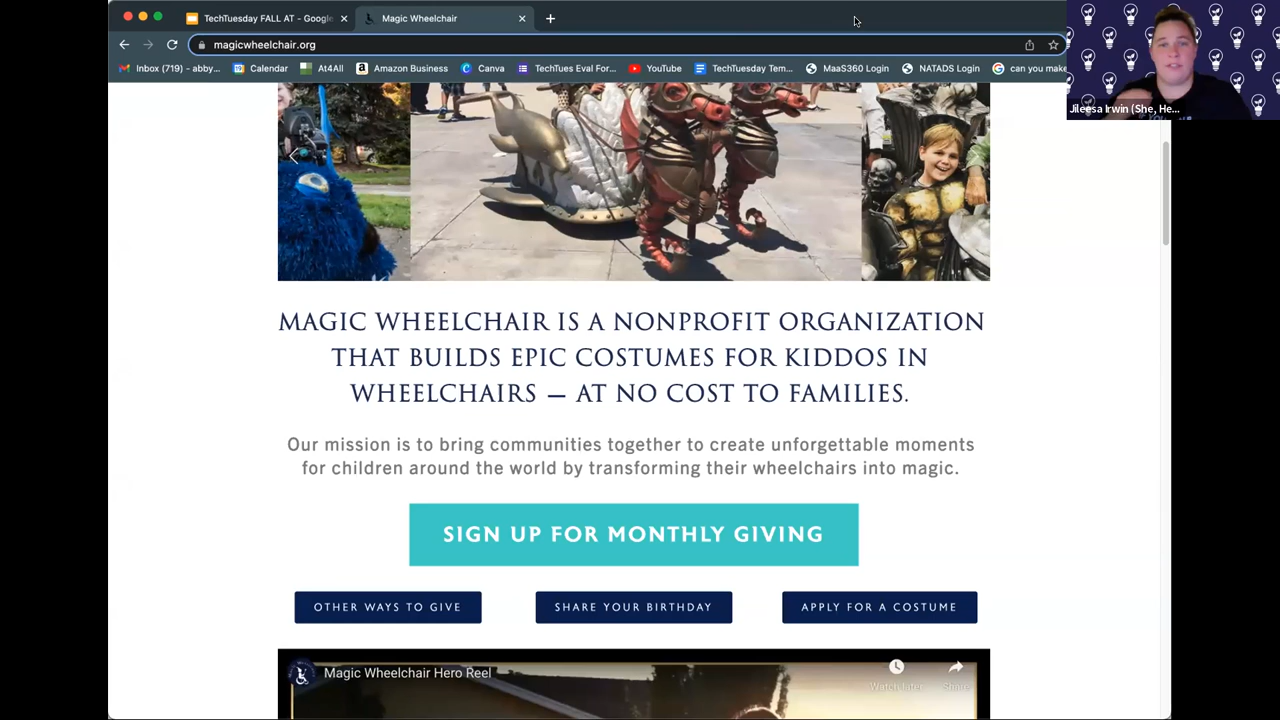 TechTuesday FALL AT - Google
Magic Wheelchair
magicwheelchair.org
Inbox (719) - abby...
Calendar
At4All
Amazon Business
Canva
TechTues Eval For...
YouTube
TechTuesday Tem...
MaaS360 Login
NATADS Login
can you make
Jileesa Irwin (She, He...
MAGIC WHEELCHAIR IS A NONPROFIT ORGANIZATION
THAT BUILDS EPIC COSTUMES FOR KIDDOS IN
WHEELCHAIRS — AT NO COST TO FAMILIES.
Our mission is to bring communities together to create unforgettable moments
for children around the world by transforming their wheelchairs into magic.
SIGN UP FOR MONTHLY GIVING
OTHER WAYS TO GIVE
SHARE YOUR BIRTHDAY
APPLY FOR A COSTUME
Magic Wheelchair Hero Reel
Watch later
Share